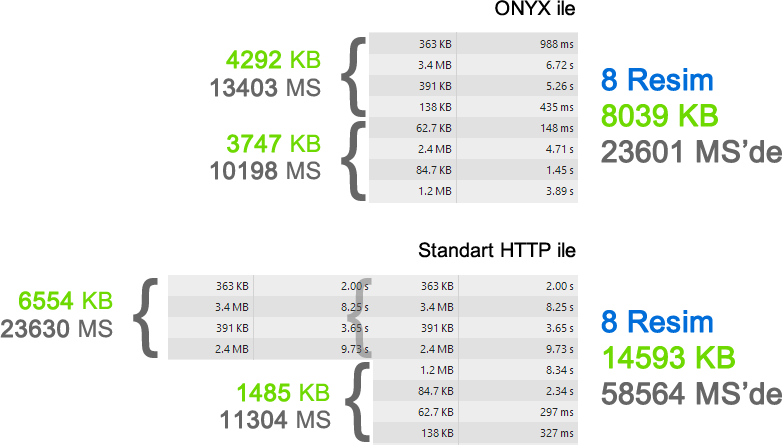 ONYX ile
4292 KB
13403 MS
363 KB 988 ms
3.4 MB 6.72 s
391 KB 5.26 s
138 KB 435 ms
3747 KB
10198 MS
62.7 KB 148 ms
2.4 MB 4.71 s
84.7 KB 1.45 s
1.2 MB 3.89 s
8 Resim
8039 KB
23601 MS'de
Standart HTTP ile
6554 KB
23630 MS
363 KB 2.00 s
3.4 MB 8.25 s
391 KB 3.65 s
2.4 MB 9.73 s
363 KB 2.00 s
3.4 MB 8.25 s
391 KB 3.65 s
2.4 MB 9.73 s
1485 KB
11304 MS
1.2 MB 8.34 s
84.7 KB 2.34 s
62.7 KB 297 ms
138 KB 327 ms
8 Resim
14593 KB
58564 MS'de